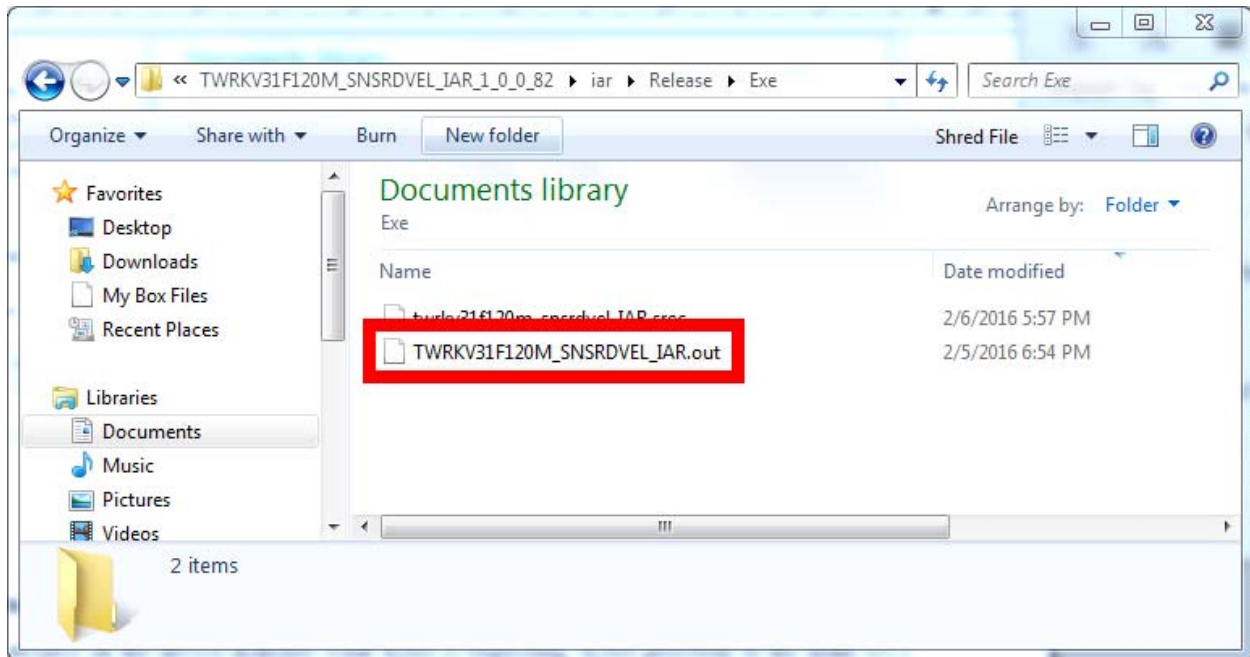 « TWRKV31F120M_SNSRDVEL_IAR_1_0_0_82 ▸ iar ▸ Release ▸ Exe
Search Exe
Organize Share with Burn New folder Shred File
Favorites
Desktop
Downloads
My Box Files
Recent Places
Libraries
Documents
Music
Pictures
Videos
Documents library
Exe
Arrange by: Folder
Name Date modified
twrkv31f120m_snsrdvel_IAR.srec 2/6/2016 5:57 PM
TWRKV31F120M_SNSRDVEL_IAR.out 2/5/2016 6:54 PM
2 items